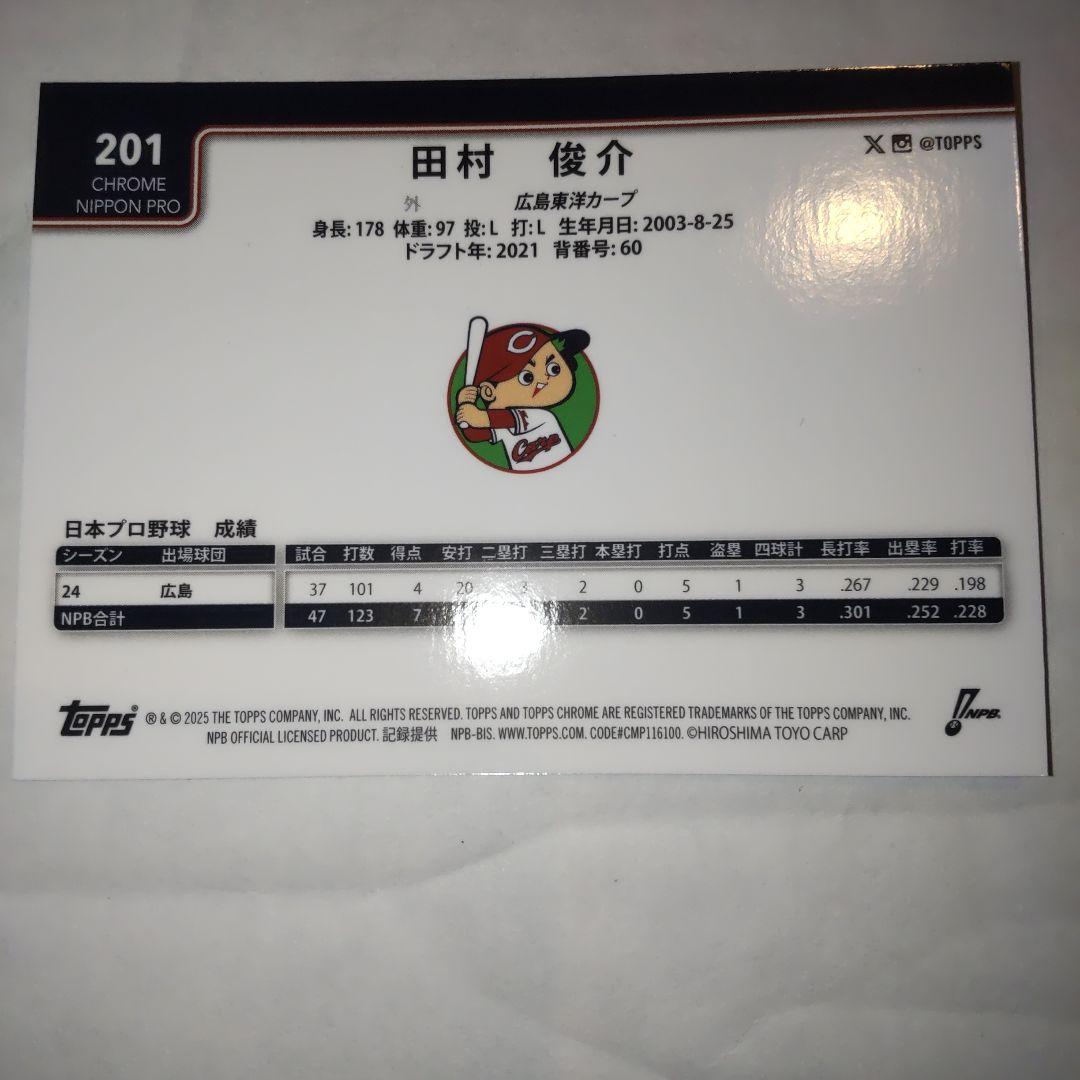 201
CHROME
NIPPON PRO
田村 俊介
@TOPPS
外 広島東洋カープ
身長: 178 体重: 97 投: L 打: L 生年月日: 2003-8-25
ドラフト年: 2021 背番号: 60
C
Carp
日本プロ野球 成績
シーズン 出場球団 試合 打数 得点 安打 二塁打 三塁打 本塁打 打点 盗塁 四球計 長打率 出塁率 打率
24 広島 37 101 4 20 3 2 0 5 1 3 .267 .229 .198
NPB合計 47 123 7 2 0 5 1 3 .301 .252 .228
topps® ® & © 2025 THE TOPPS COMPANY, INC. ALL RIGHTS RESERVED. TOPPS AND TOPPS CHROME ARE REGISTERED TRADEMARKS OF THE TOPPS COMPANY, INC.
NPB OFFICIAL LICENSED PRODUCT. 記録提供 NPB-BIS. WWW.TOPPS.COM. CODE#CMP116100. ©HIROSHIMA TOYO CARP
NPB.